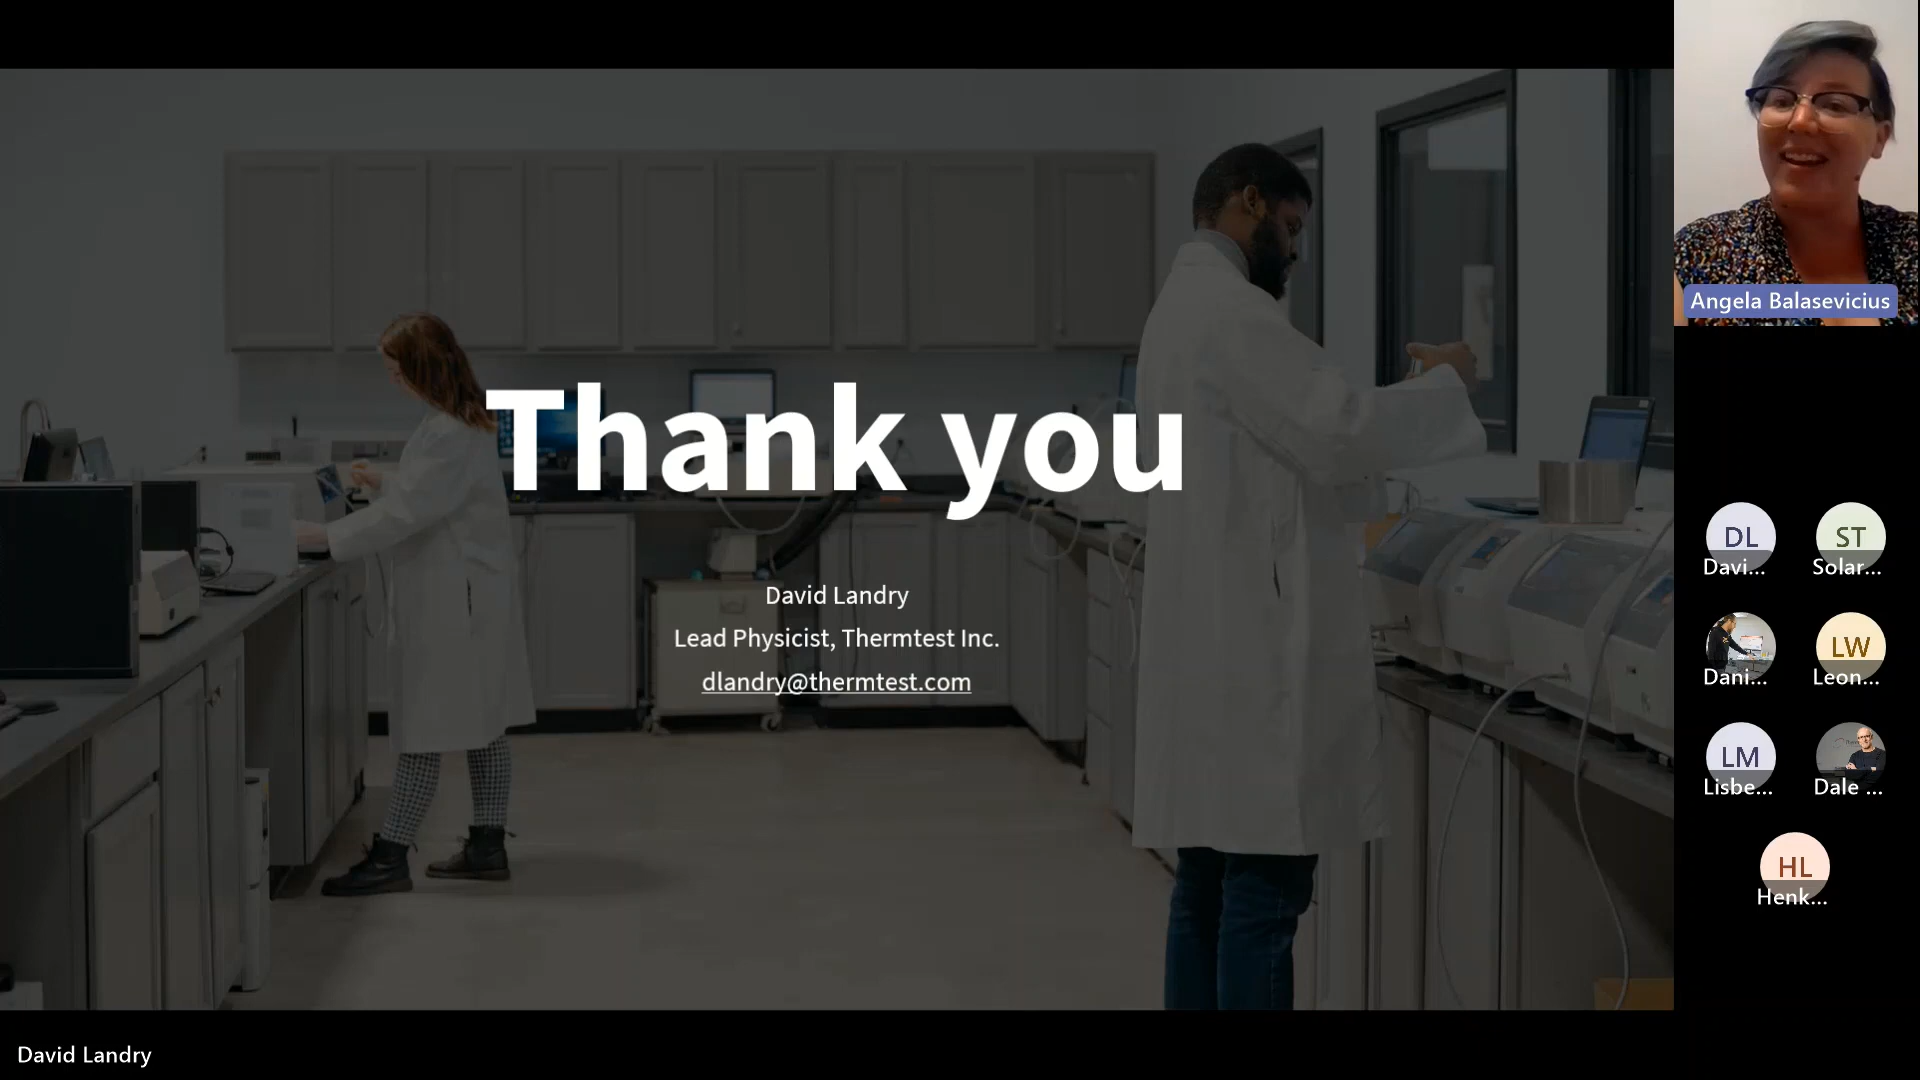 Thank you
David Landry
Lead Physicist, Thermtest Inc.
dlandry@thermtest.com
David Landry
Angela Balasevicius
DL
Davi...
ST
Solar...
Dani...
LW
Leon...
LM
Lisbe...
Dale ...
HL
Henk...